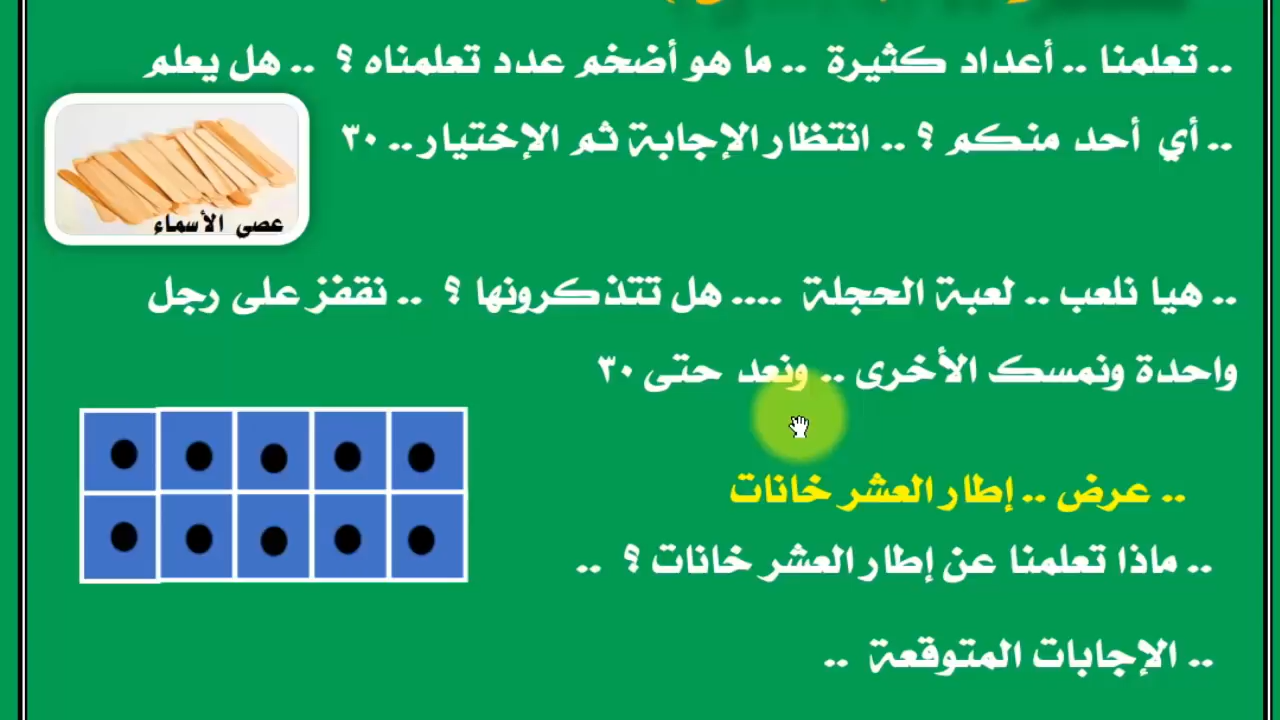 .. تعلمنا .. أعداد كثيرة .. ما هو أضخم عدد تعلمناه ؟ .. هل يعلم
.. أي أحد منكم ؟ .. انتظار الإجابة ثم الإختيار.. ٣٠
عصى الأسماء
.. هيا نلعب .. لعبة الحجلة .... هل تتذكرونها ؟ .. نقفز على رجل
واحدة ونمسك الأخرى .. ونعد حتى ٣٠
.. عرض .. إطار العشر خانات
.. ماذا تعلمنا عن إطار العشر خانات ؟ ..
.. الإجابات المتوقعة ..